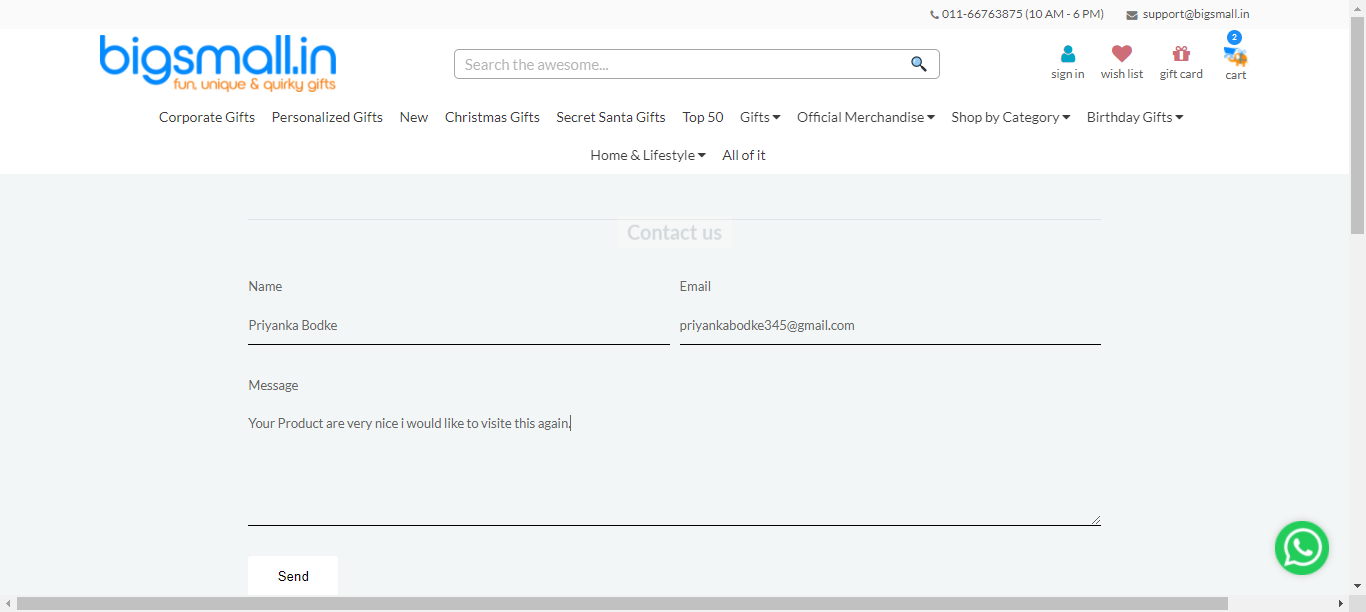 011-66763875 (10 AM - 6 PM) support@bigsmall.in
bigsmall.in
fun, unique & quirky gifts
Search the awesome...
2
sign in wish list gift card cart
Corporate Gifts Personalized Gifts New Christmas Gifts Secret Santa Gifts Top 50 Gifts Official Merchandise Shop by Category Birthday Gifts
Home & Lifestyle All of it
Contact us
Name Email
Priyanka Bodke priyankabodke345@gmail.com
Message
Your Product are very nice i would like to visite this again.
Send